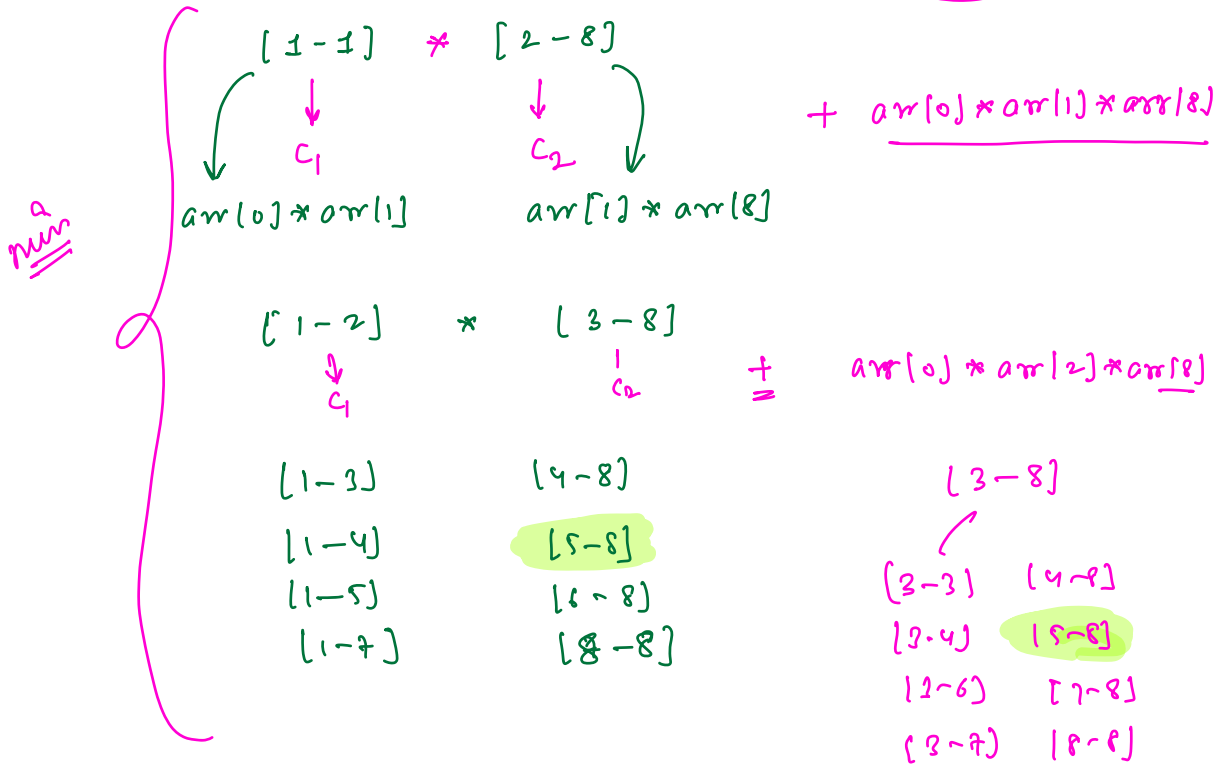 [1-1] * [2-8]
C1 C2 + arr[0]*arr[1]*arr[8]
arr[0]*arr[1] arr[1]*arr[8]
min
[1-2] * [3-8]
C1 C2 + arr[0]*arr[2]*arr[8]
[1-3] [4-8] [3-8]
[1-4] [5-8]
[1-5] [6-8] [3-3] [4-8]
[1-7] [8-8] [3-4] [5-8]
[3-6] [7-8]
[3-7] [8-8]